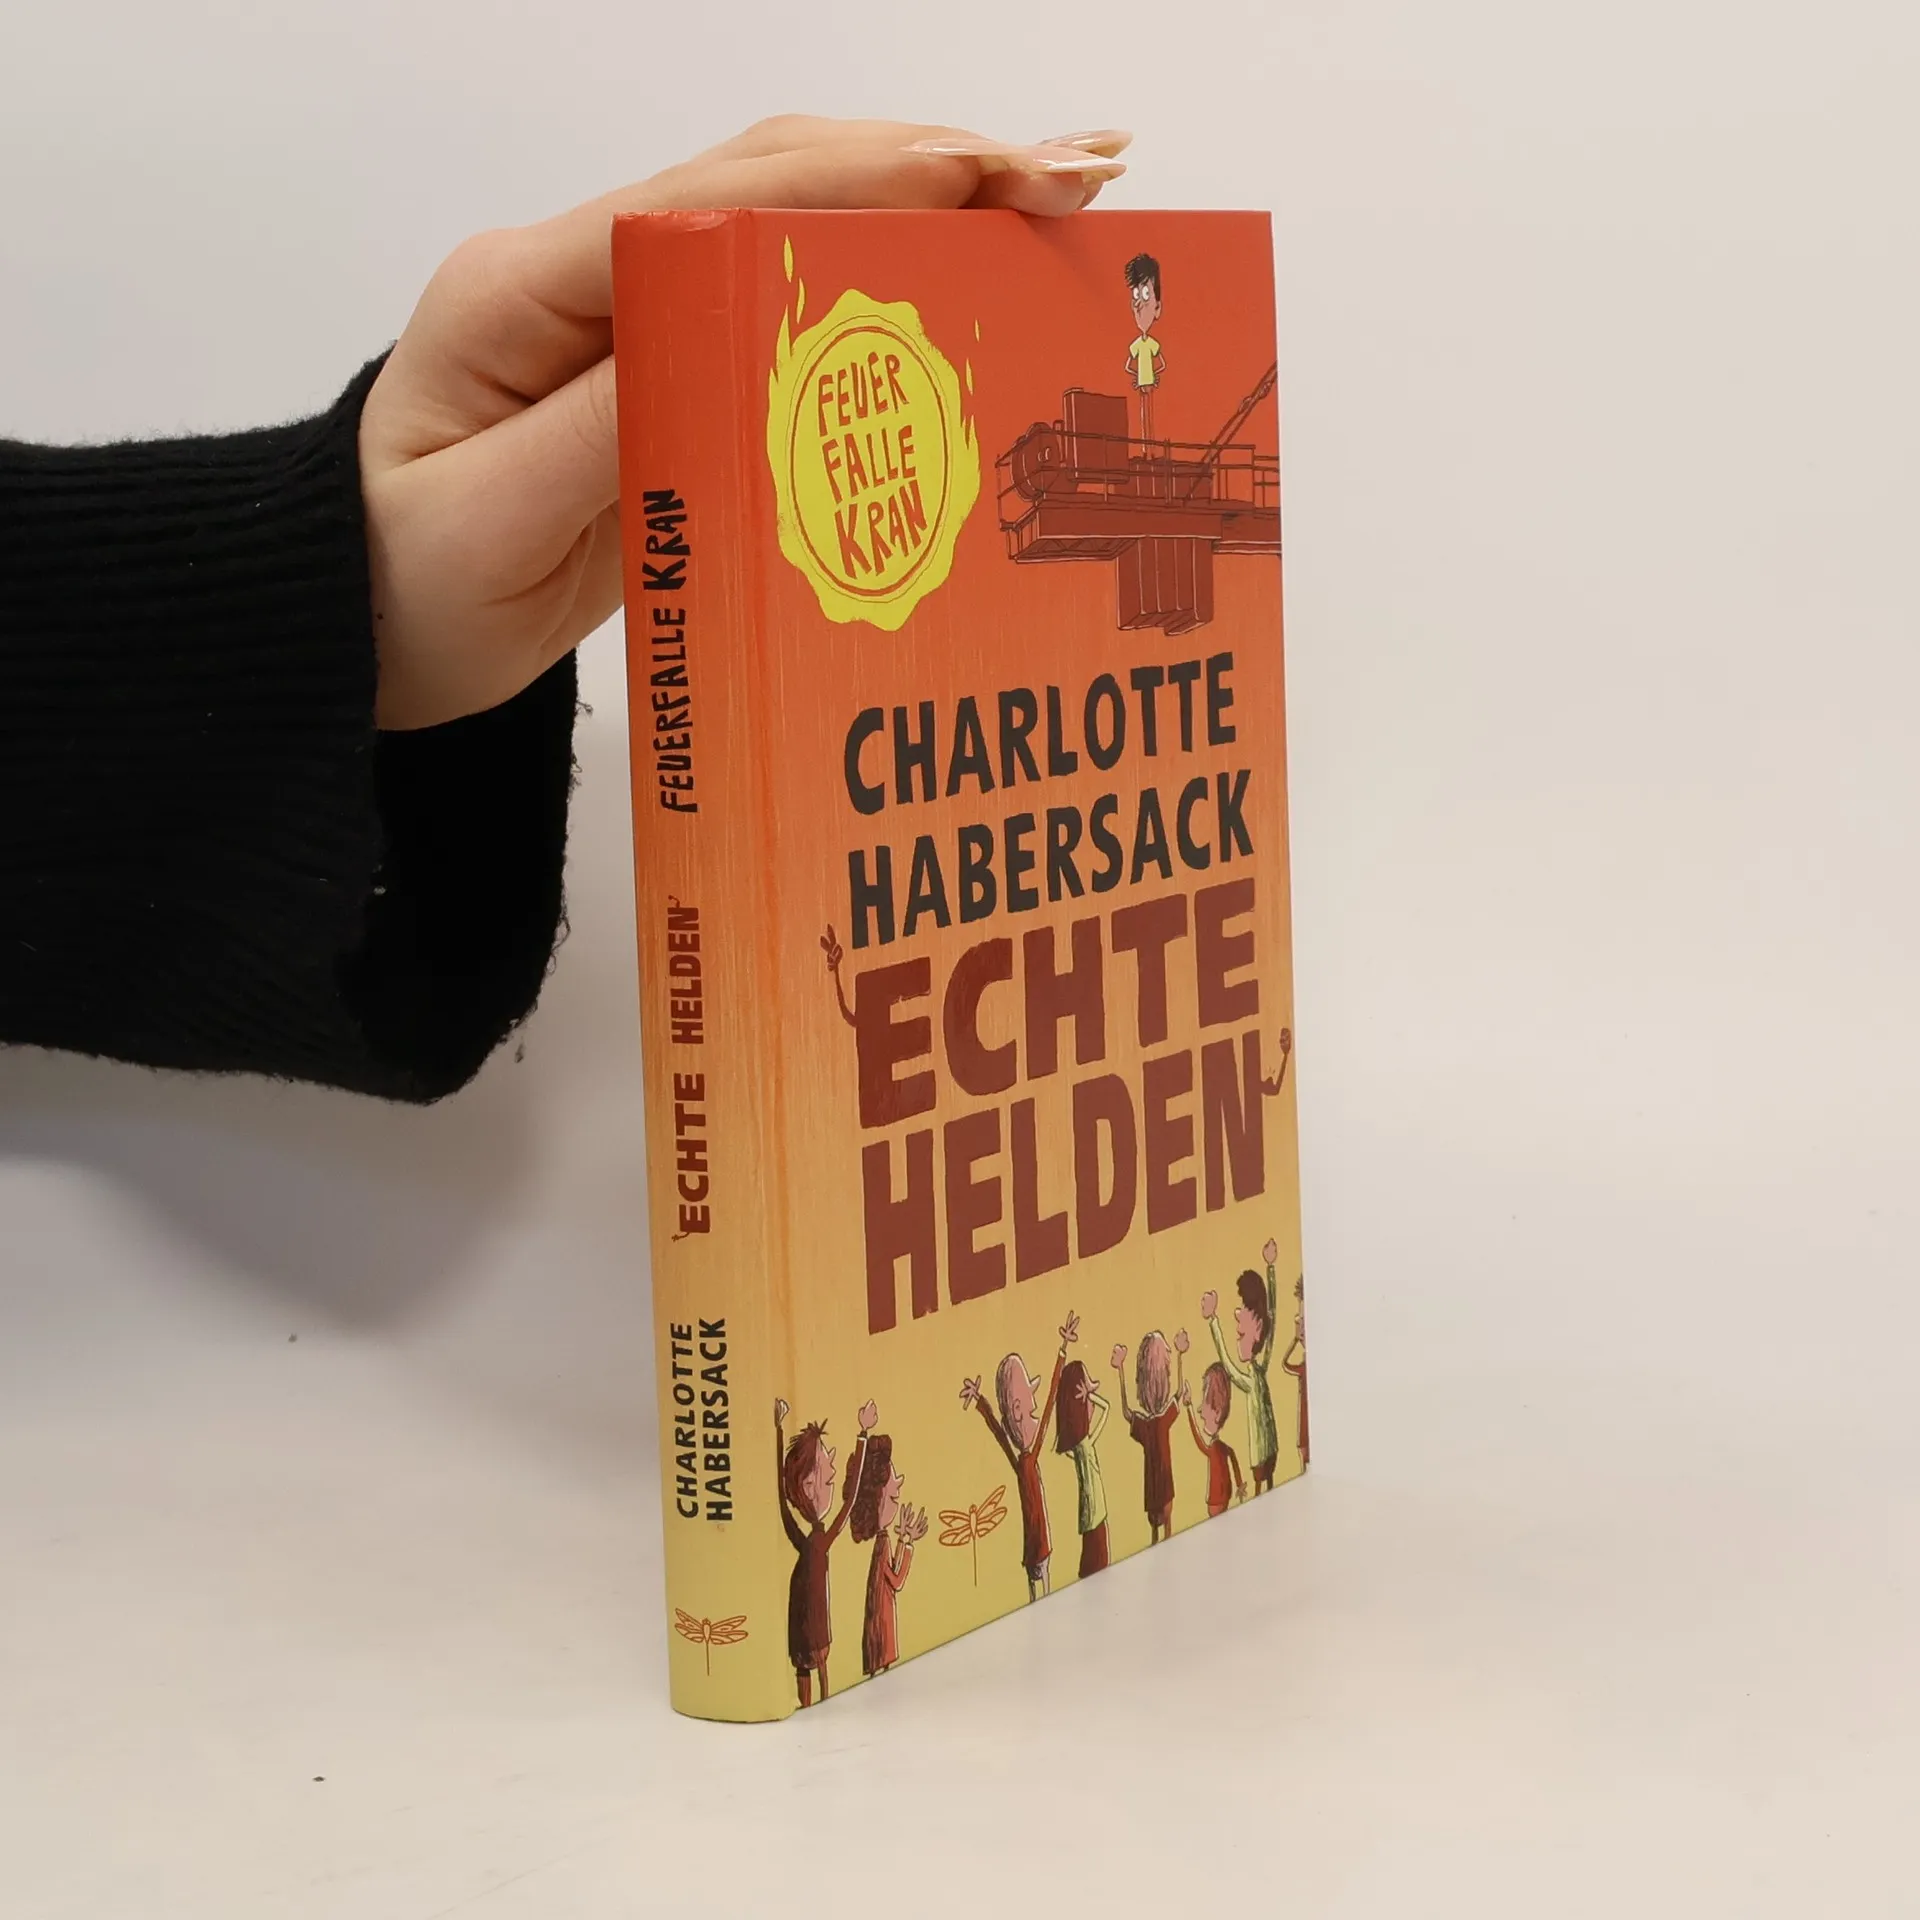 FEUER
FALLE
KRAN
CHARLOTTE
HABERSACK
ECHTE
HELDEN
CHARLOTTE
HABERSACK
ECHTE HELDEN
FEUERFALLE KRAN